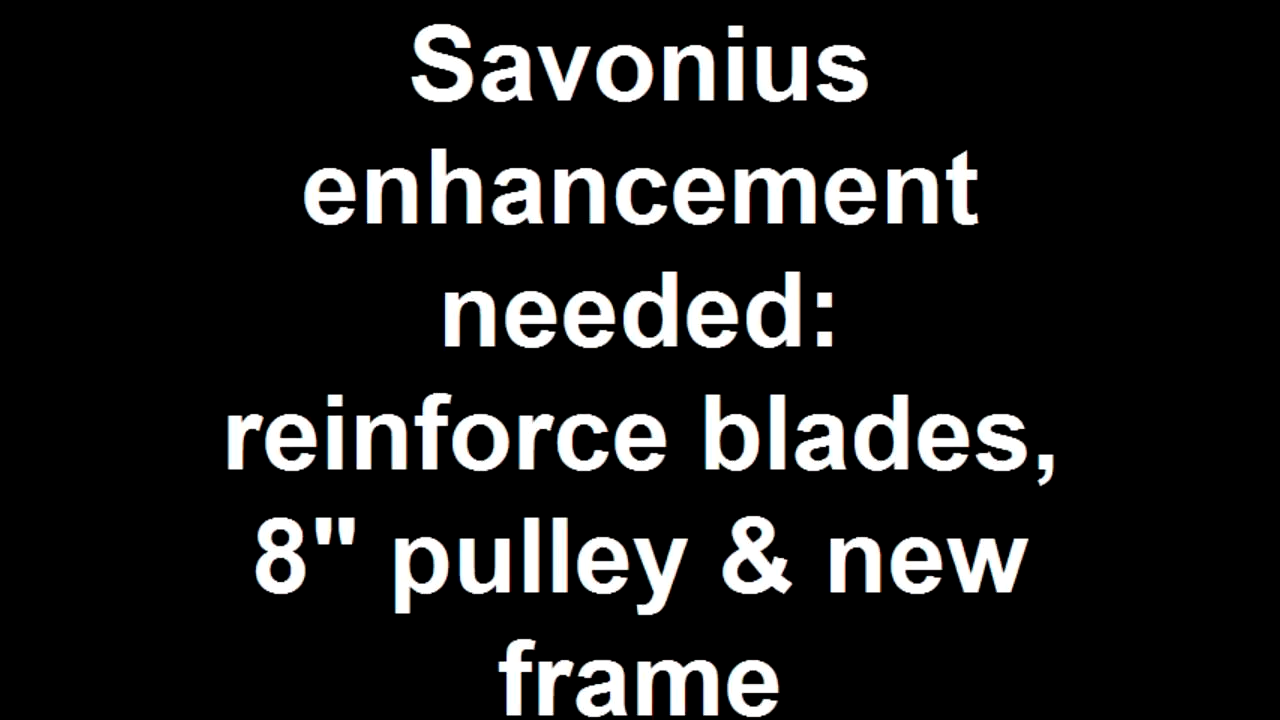 Savonius
enhancement
needed:
reinforce blades,
8" pulley & new
frame